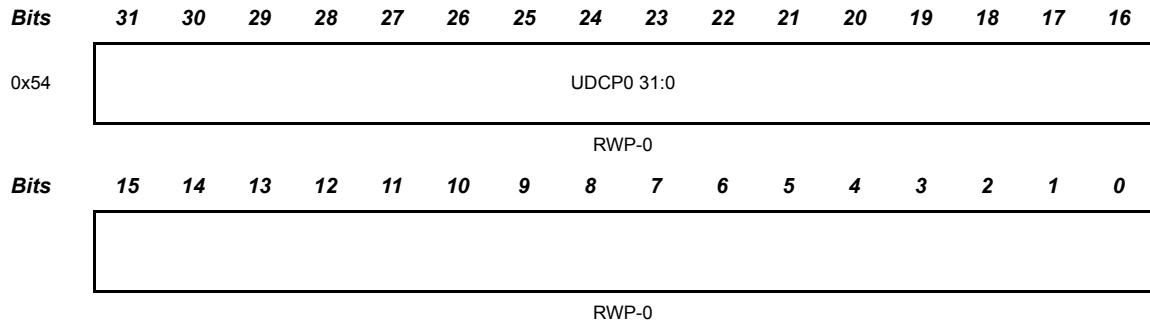 Bits 31 30 29 28 27 26 25 24 23 22 21 20 19 18 17 16
0x54 UDCP0 31:0
RWP-0
Bits 15 14 13 12 11 10 9 8 7 6 5 4 3 2 1 0
RWP-0